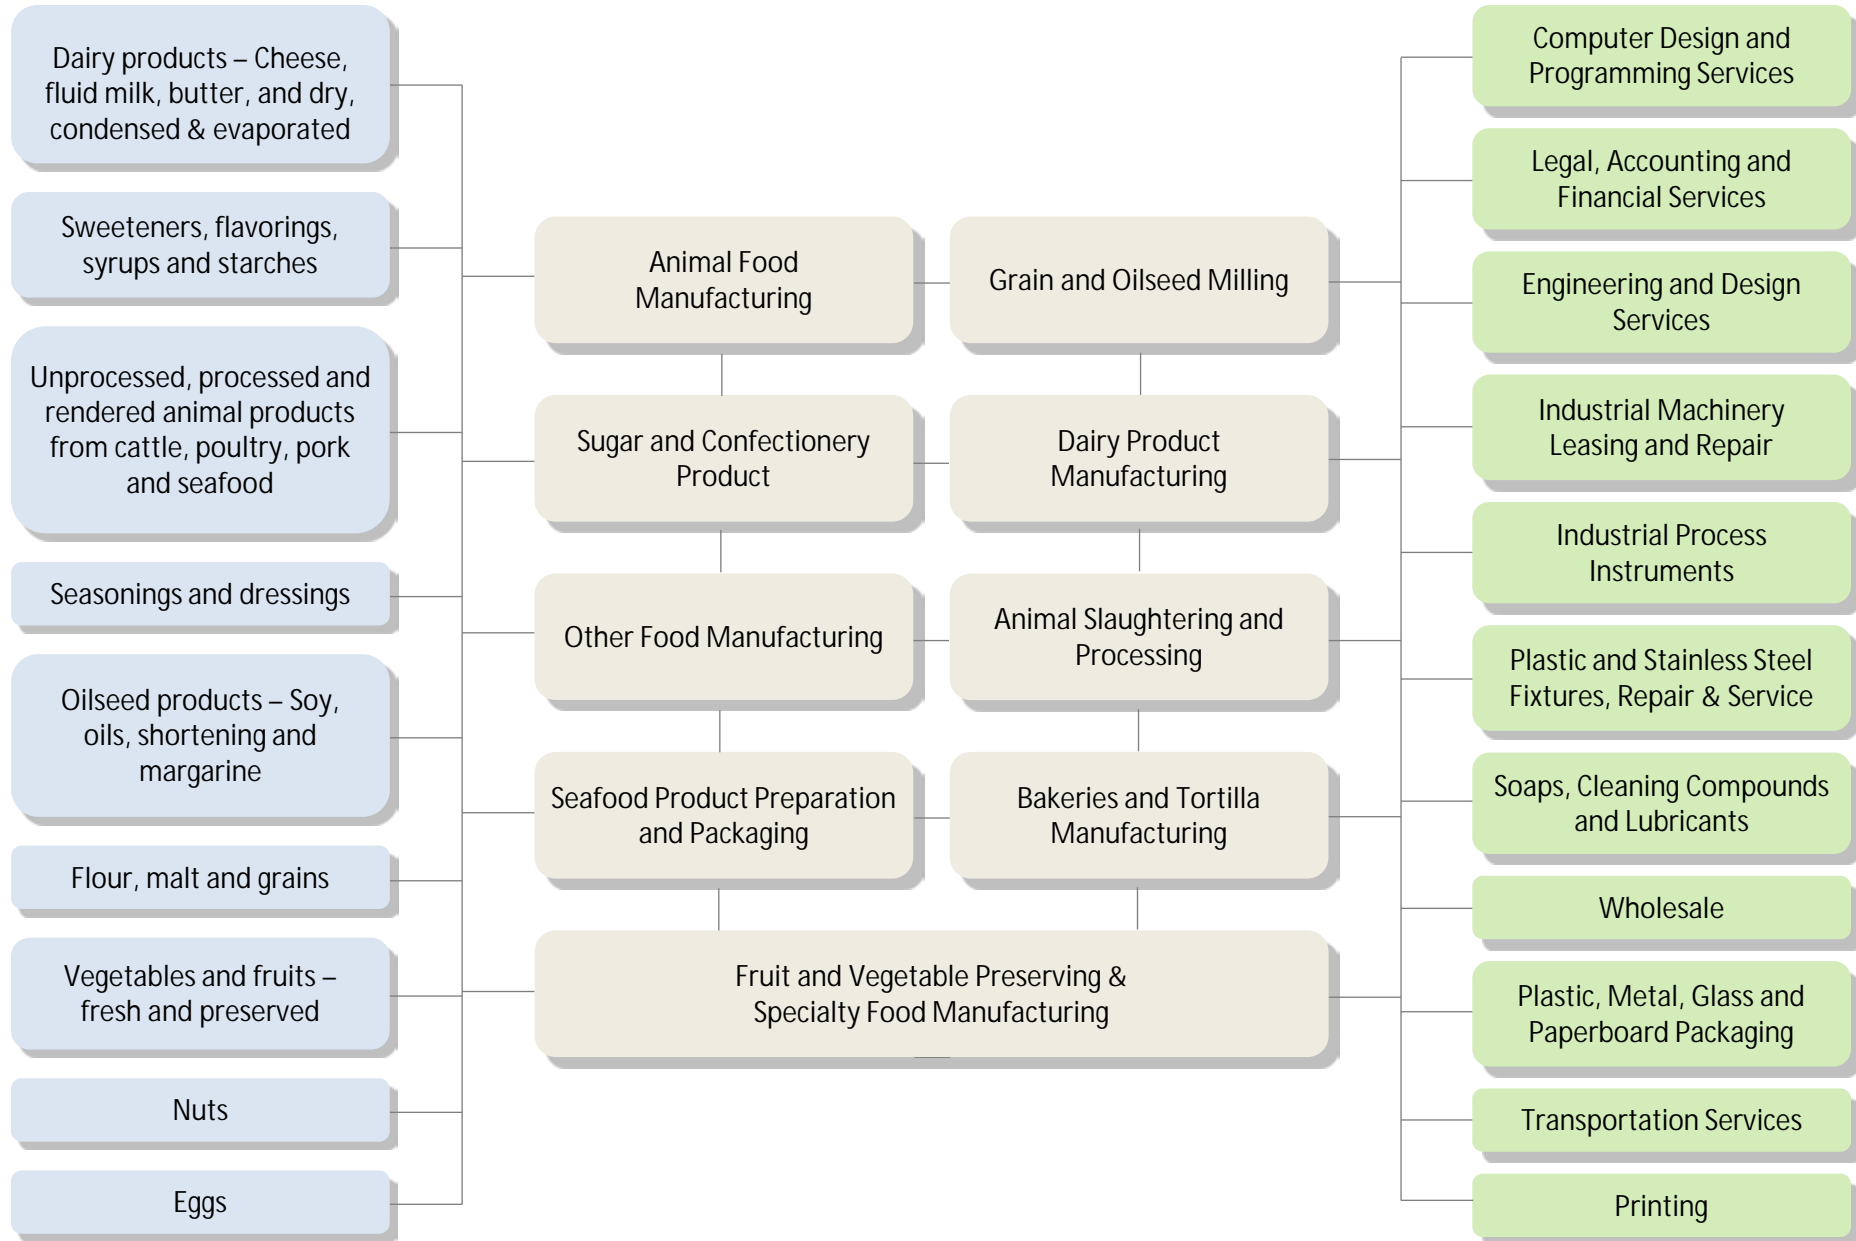 Dairy products – Cheese,
fluid milk, butter, and dry,
condensed & evaporated
Sweeteners, flavorings,
syrups and starches
Unprocessed, processed and
rendered animal products
from cattle, poultry, pork
and seafood
Seasonings and dressings
Oilseed products – Soy,
oils, shortening and
margarine
Flour, malt and grains
Vegetables and fruits –
fresh and preserved
Nuts
Eggs
Animal Food
Manufacturing
Grain and Oilseed Milling
Sugar and Confectionery
Product
Dairy Product
Manufacturing
Other Food Manufacturing
Animal Slaughtering and
Processing
Seafood Product Preparation
and Packaging
Bakeries and Tortilla
Manufacturing
Fruit and Vegetable Preserving &
Specialty Food Manufacturing
Computer Design and
Programming Services
Legal, Accounting and
Financial Services
Engineering and Design
Services
Industrial Machinery
Leasing and Repair
Industrial Process
Instruments
Plastic and Stainless Steel
Fixtures, Repair & Service
Soaps, Cleaning Compounds
and Lubricants
Wholesale
Plastic, Metal, Glass and
Paperboard Packaging
Transportation Services
Printing